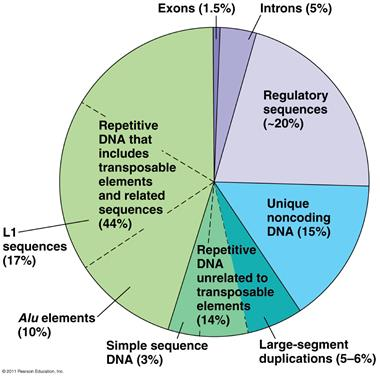 Exons (1.5%)
Introns (5%)
Regulatory
sequences
(~20%)
Repetitive
DNA that
includes
transposable
elements
and related
sequences
(44%)
Unique
noncoding
DNA (15%)
L1
sequences
(17%)
Repetitive
DNA
unrelated to
transposable
elements
(14%)
Alu elements
(10%)
Simple sequence
DNA (3%)
Large-segment
duplications (5–6%)
© 2011 Pearson Education, Inc.